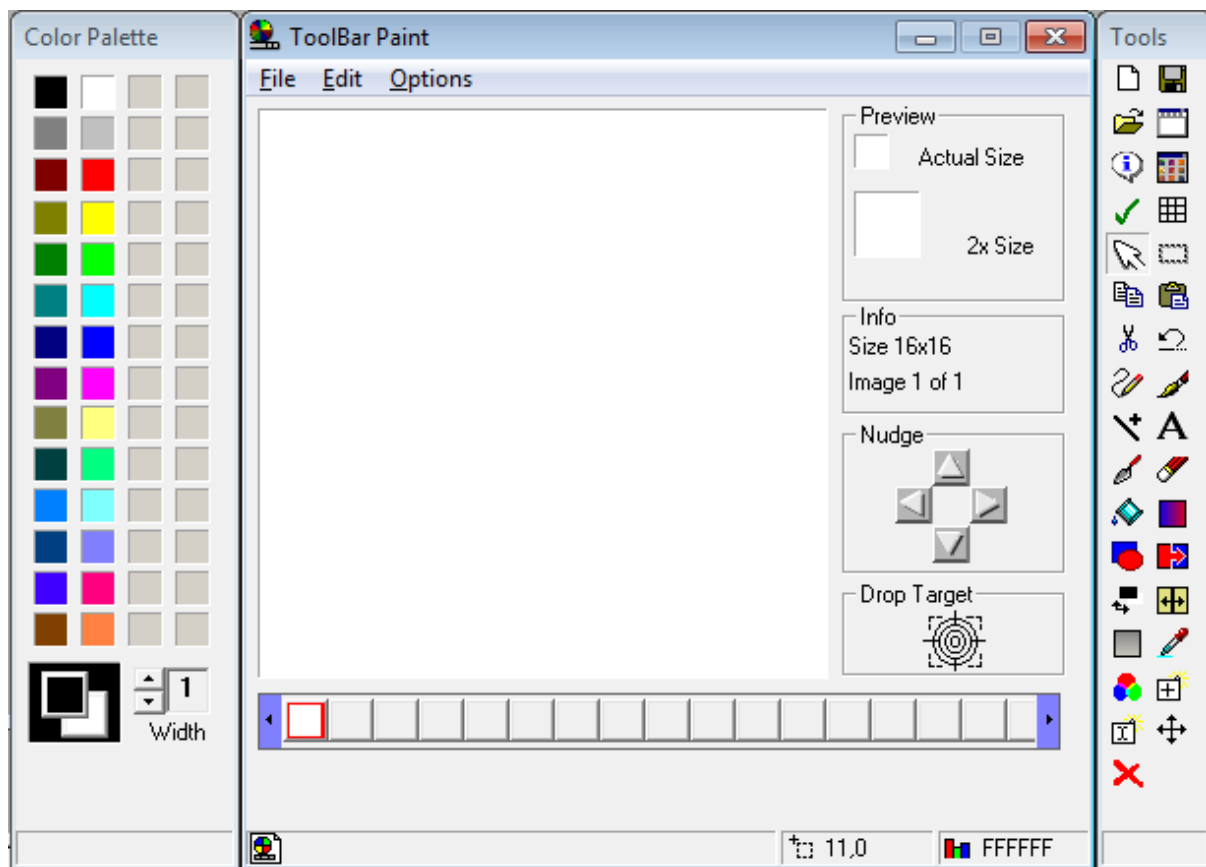 Color Palette
ToolBar Paint
Tools
File Edit Options
Preview
Actual Size
2x Size
Info
Size 16x16
Image 1 of 1
Nudge
Drop Target
1
Width
A
11,0
FFFFFF